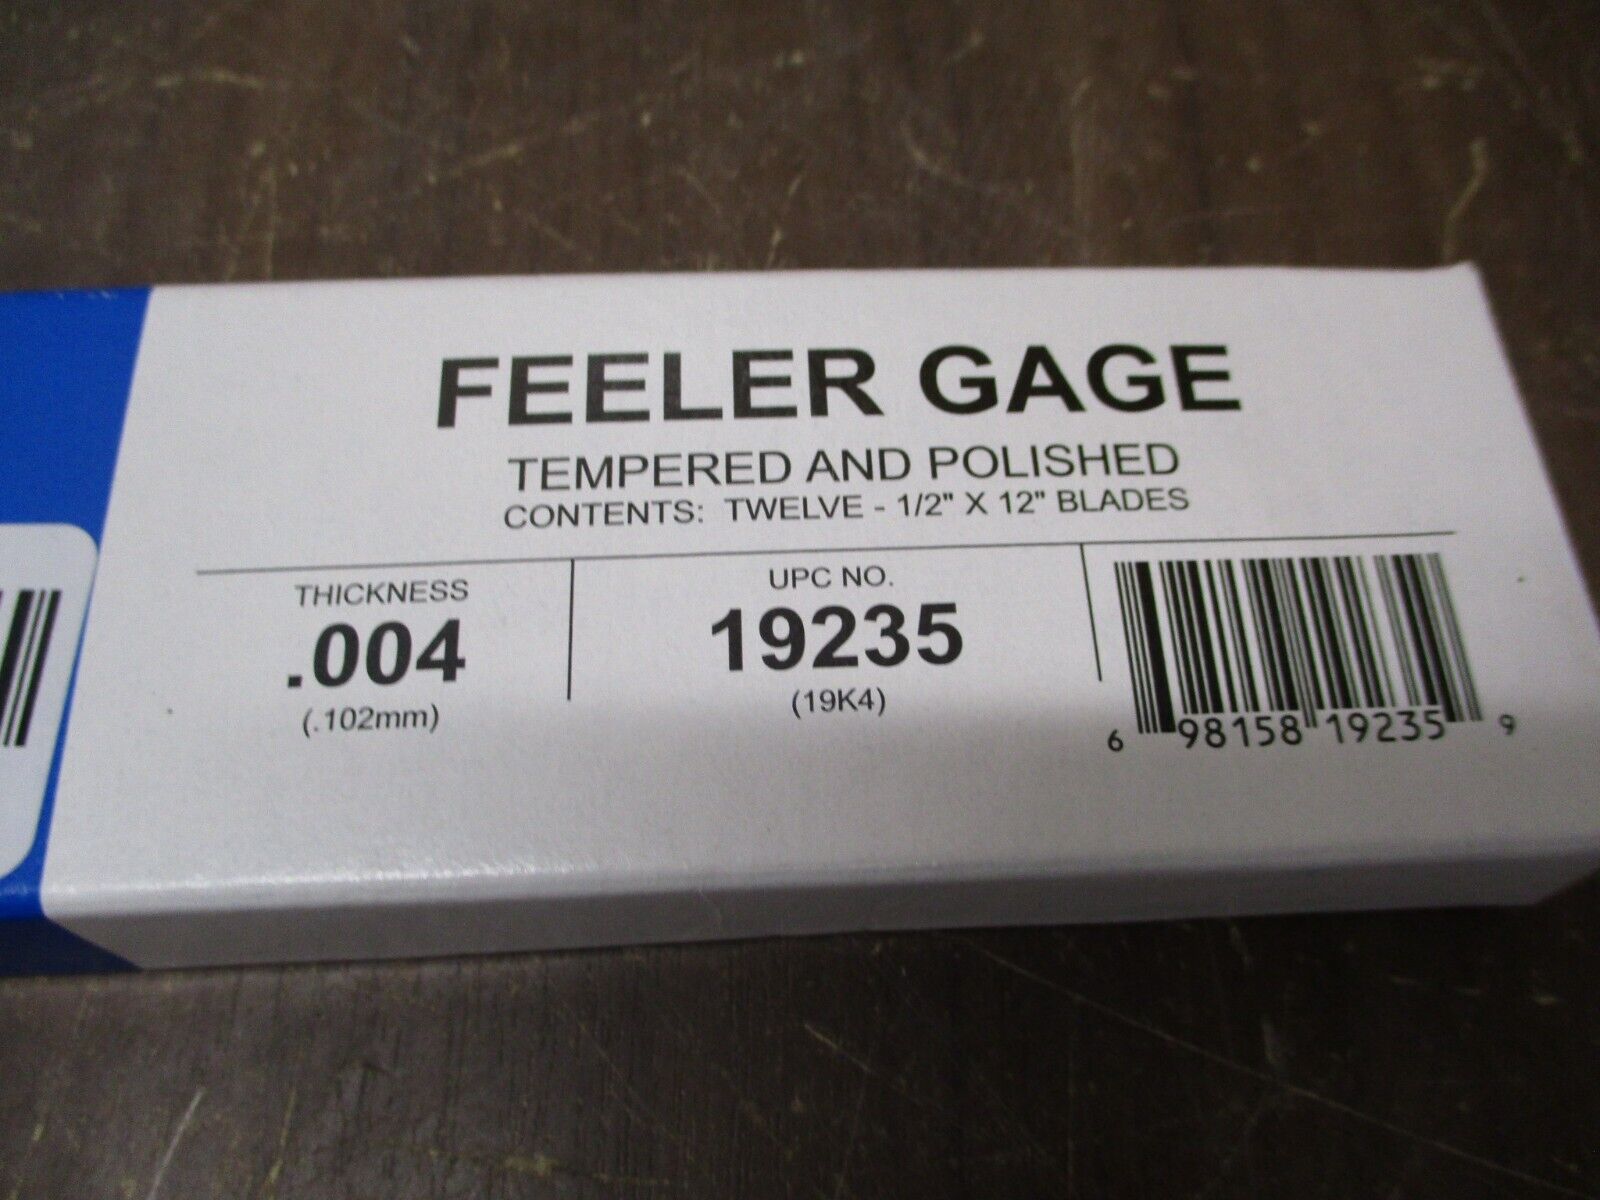 FEELER GAGE
TEMPERED AND POLISHED
CONTENTS: TWELVE - 1/2" X 12" BLADES
THICKNESS
.004
(.102mm)
UPC NO.
19235
(19K4)
6 98158 19235 9